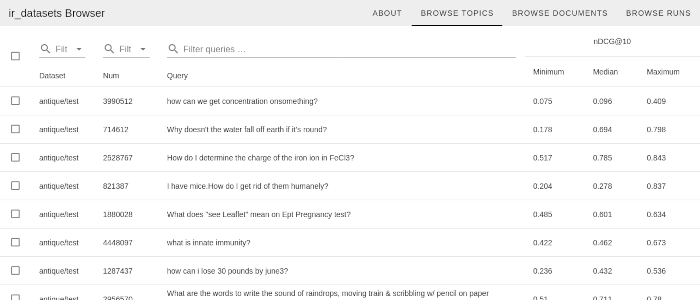 ir_datasets Browser ABOUT BROWSE TOPICS BROWSE DOCUMENTS BROWSE RUNS
Filt Filt Filter queries … nDCG@10
Dataset Num Query Minimum Median Maximum
antique/test 3990512 how can we get concentration onsomething? 0.075 0.096 0.409
antique/test 714612 Why doesn't the water fall off earth if it's round? 0.178 0.694 0.798
antique/test 2528767 How do I determine the charge of the iron ion in FeCl3? 0.517 0.785 0.843
antique/test 821387 I have mice.How do I get rid of them humanely? 0.204 0.278 0.837
antique/test 1880028 What does "see Leaflet" mean on Ept Pregnancy test? 0.485 0.601 0.634
antique/test 4448097 what is innate immunity? 0.422 0.462 0.673
antique/test 1287437 how can i lose 30 pounds by june3? 0.236 0.432 0.536
What are the words to write the sound of raindrops, moving train & scribbling w/ pencil on paper
antique/test 2956570 0.51 0.711 0.78